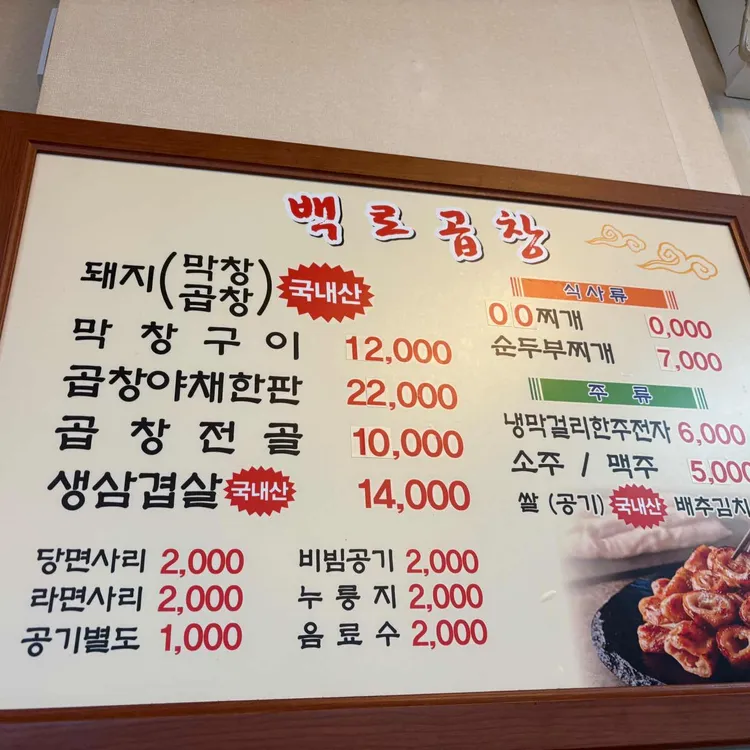 백로곱창
돼지(막창 곱창) 국내산
막창구이 12,000
곱창야채한판 22,000
곱창전골 10,000
생삼겹살 국내산 14,000
당면사리 2,000
라면사리 2,000
공기별도 1,000
비빔공기 2,000
누룽지 2,000
음료수 2,000
식사류
00찌개 0,000
순두부찌개 7,000
주류
냉막걸리한주전자 6,000
소주 / 맥주 5,000
쌀 (공기) 국내산 배추김치